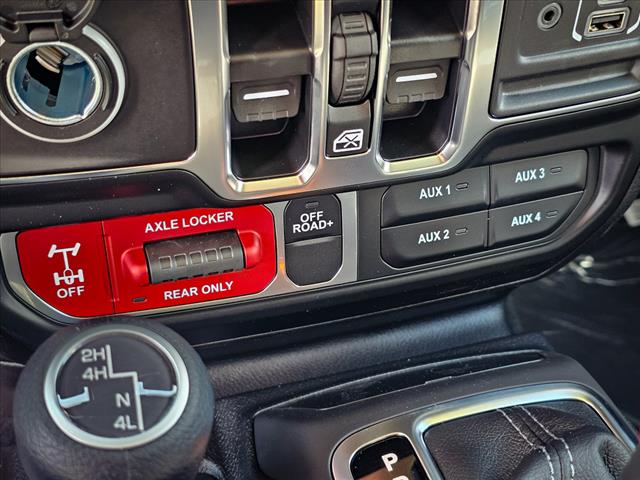 AXLE LOCKER
OFF
REAR ONLY
OFF
ROAD+
AUX 1
AUX 3
AUX 2
AUX 4
2H
4H
N
4L
P